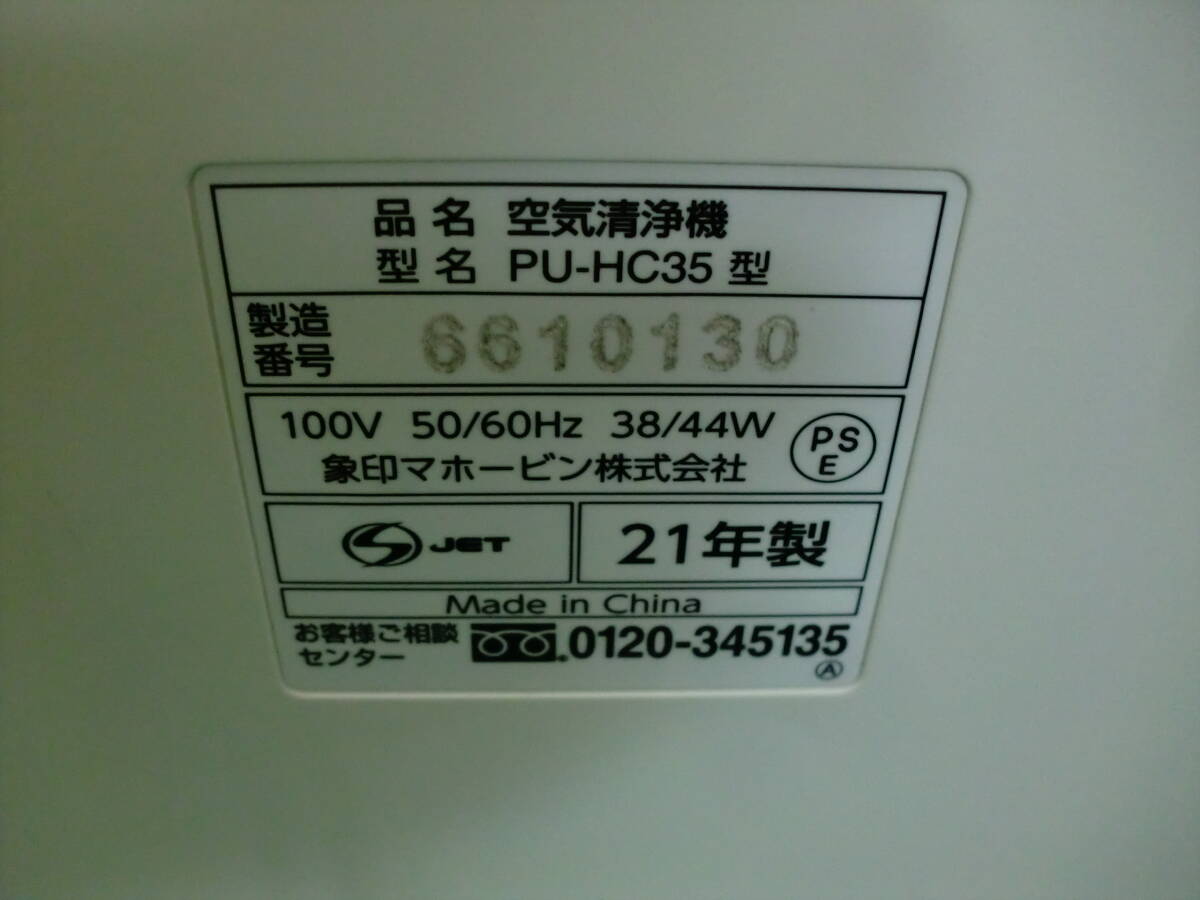 品名 空気清浄機
型名 PU-HC35 型
製造
番号 6610130
100V 50/60Hz 38/44W
象印マホービン株式会社
PS
E
JET 21年製
Made in China
お客様ご相談
センター 0120-345135
A